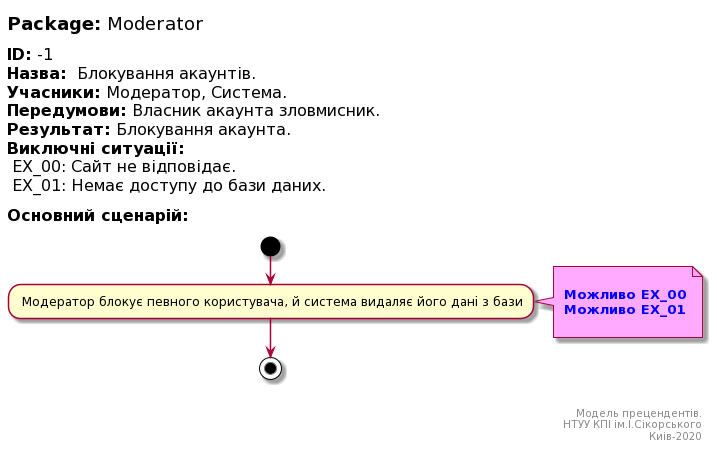 Package: Moderator
ID: -1
Назва:  Блокування акаунтів.
Учасники: Модератор, Система.
Передумови: Власник акаунта зловмисник.
Результат: Блокування акаунта.
Виключні ситуації:
EX_00: Сайт не відповідає.
EX_01: Немає доступу до бази даних.
Основний сценарій:
Модератор блокує певного користувача, й система видаляє його дані з бази
Можливо EX_00
Можливо EX_01
Модель прецендентів.
НТУУ КПІ ім.І.Сікорського
Киів-2020